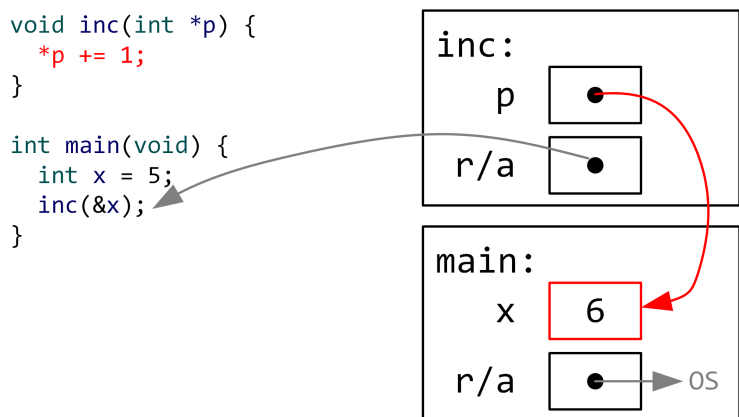 void inc(int *p) {
  *p += 1;
}

int main(void) {
  int x = 5;
  inc(&x);
}
inc:
p
r/a
main:
x 6
r/a OS